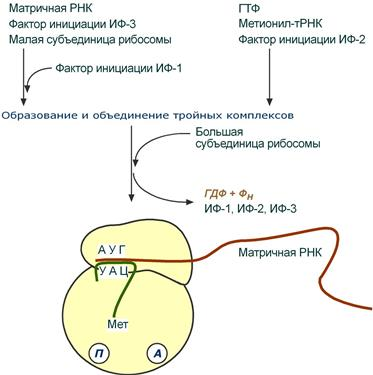 Матричная РНК
Фактор инициации ИФ-3
Малая субъединица рибосомы
ГТФ
Метионил-тРНК
Фактор инициации ИФ-2
Фактор инициации ИФ-1
Образование и объединение тройных комплексов
Большая
субъединица рибосомы
ГДФ + Фн
ИФ-1, ИФ-2, ИФ-3
А У Г
Матричная РНК
У А Ц
Мет
П
А